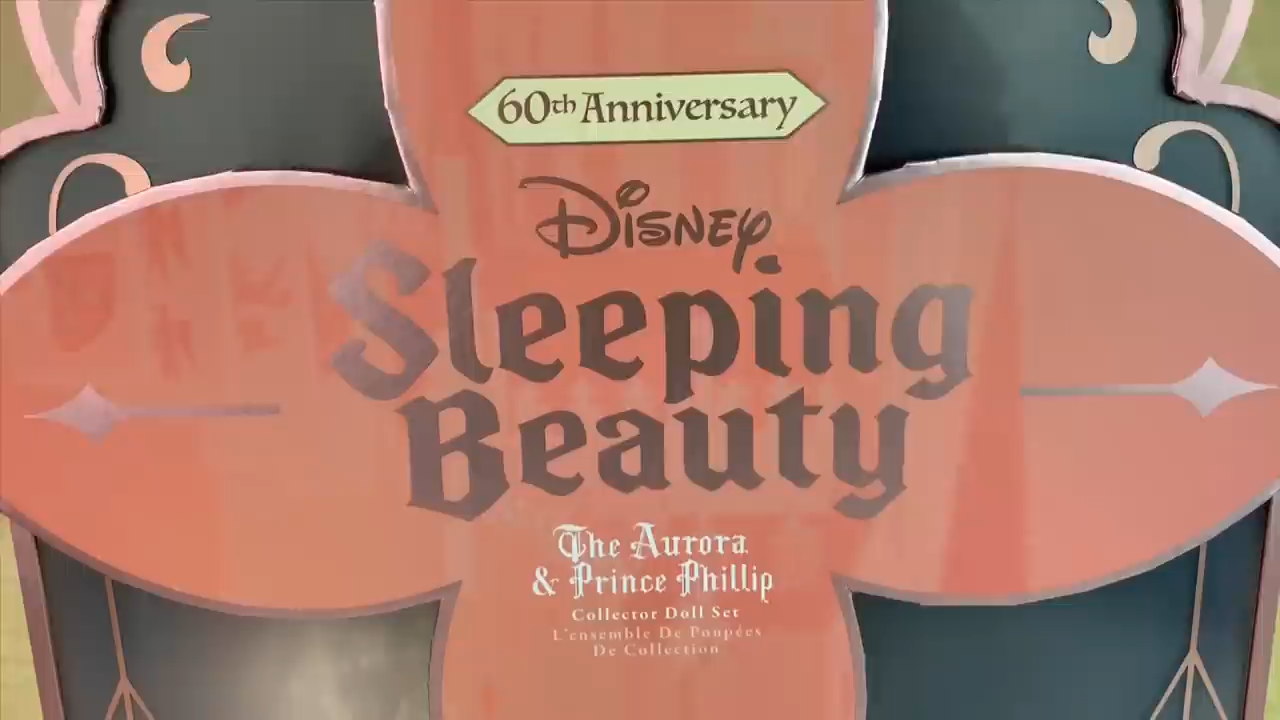 60th Anniversary
Disney
Sleeping
Beauty
The Aurora
& Prince Phillip
Collector Doll Set
L'ensemble De Poupées
De Collection